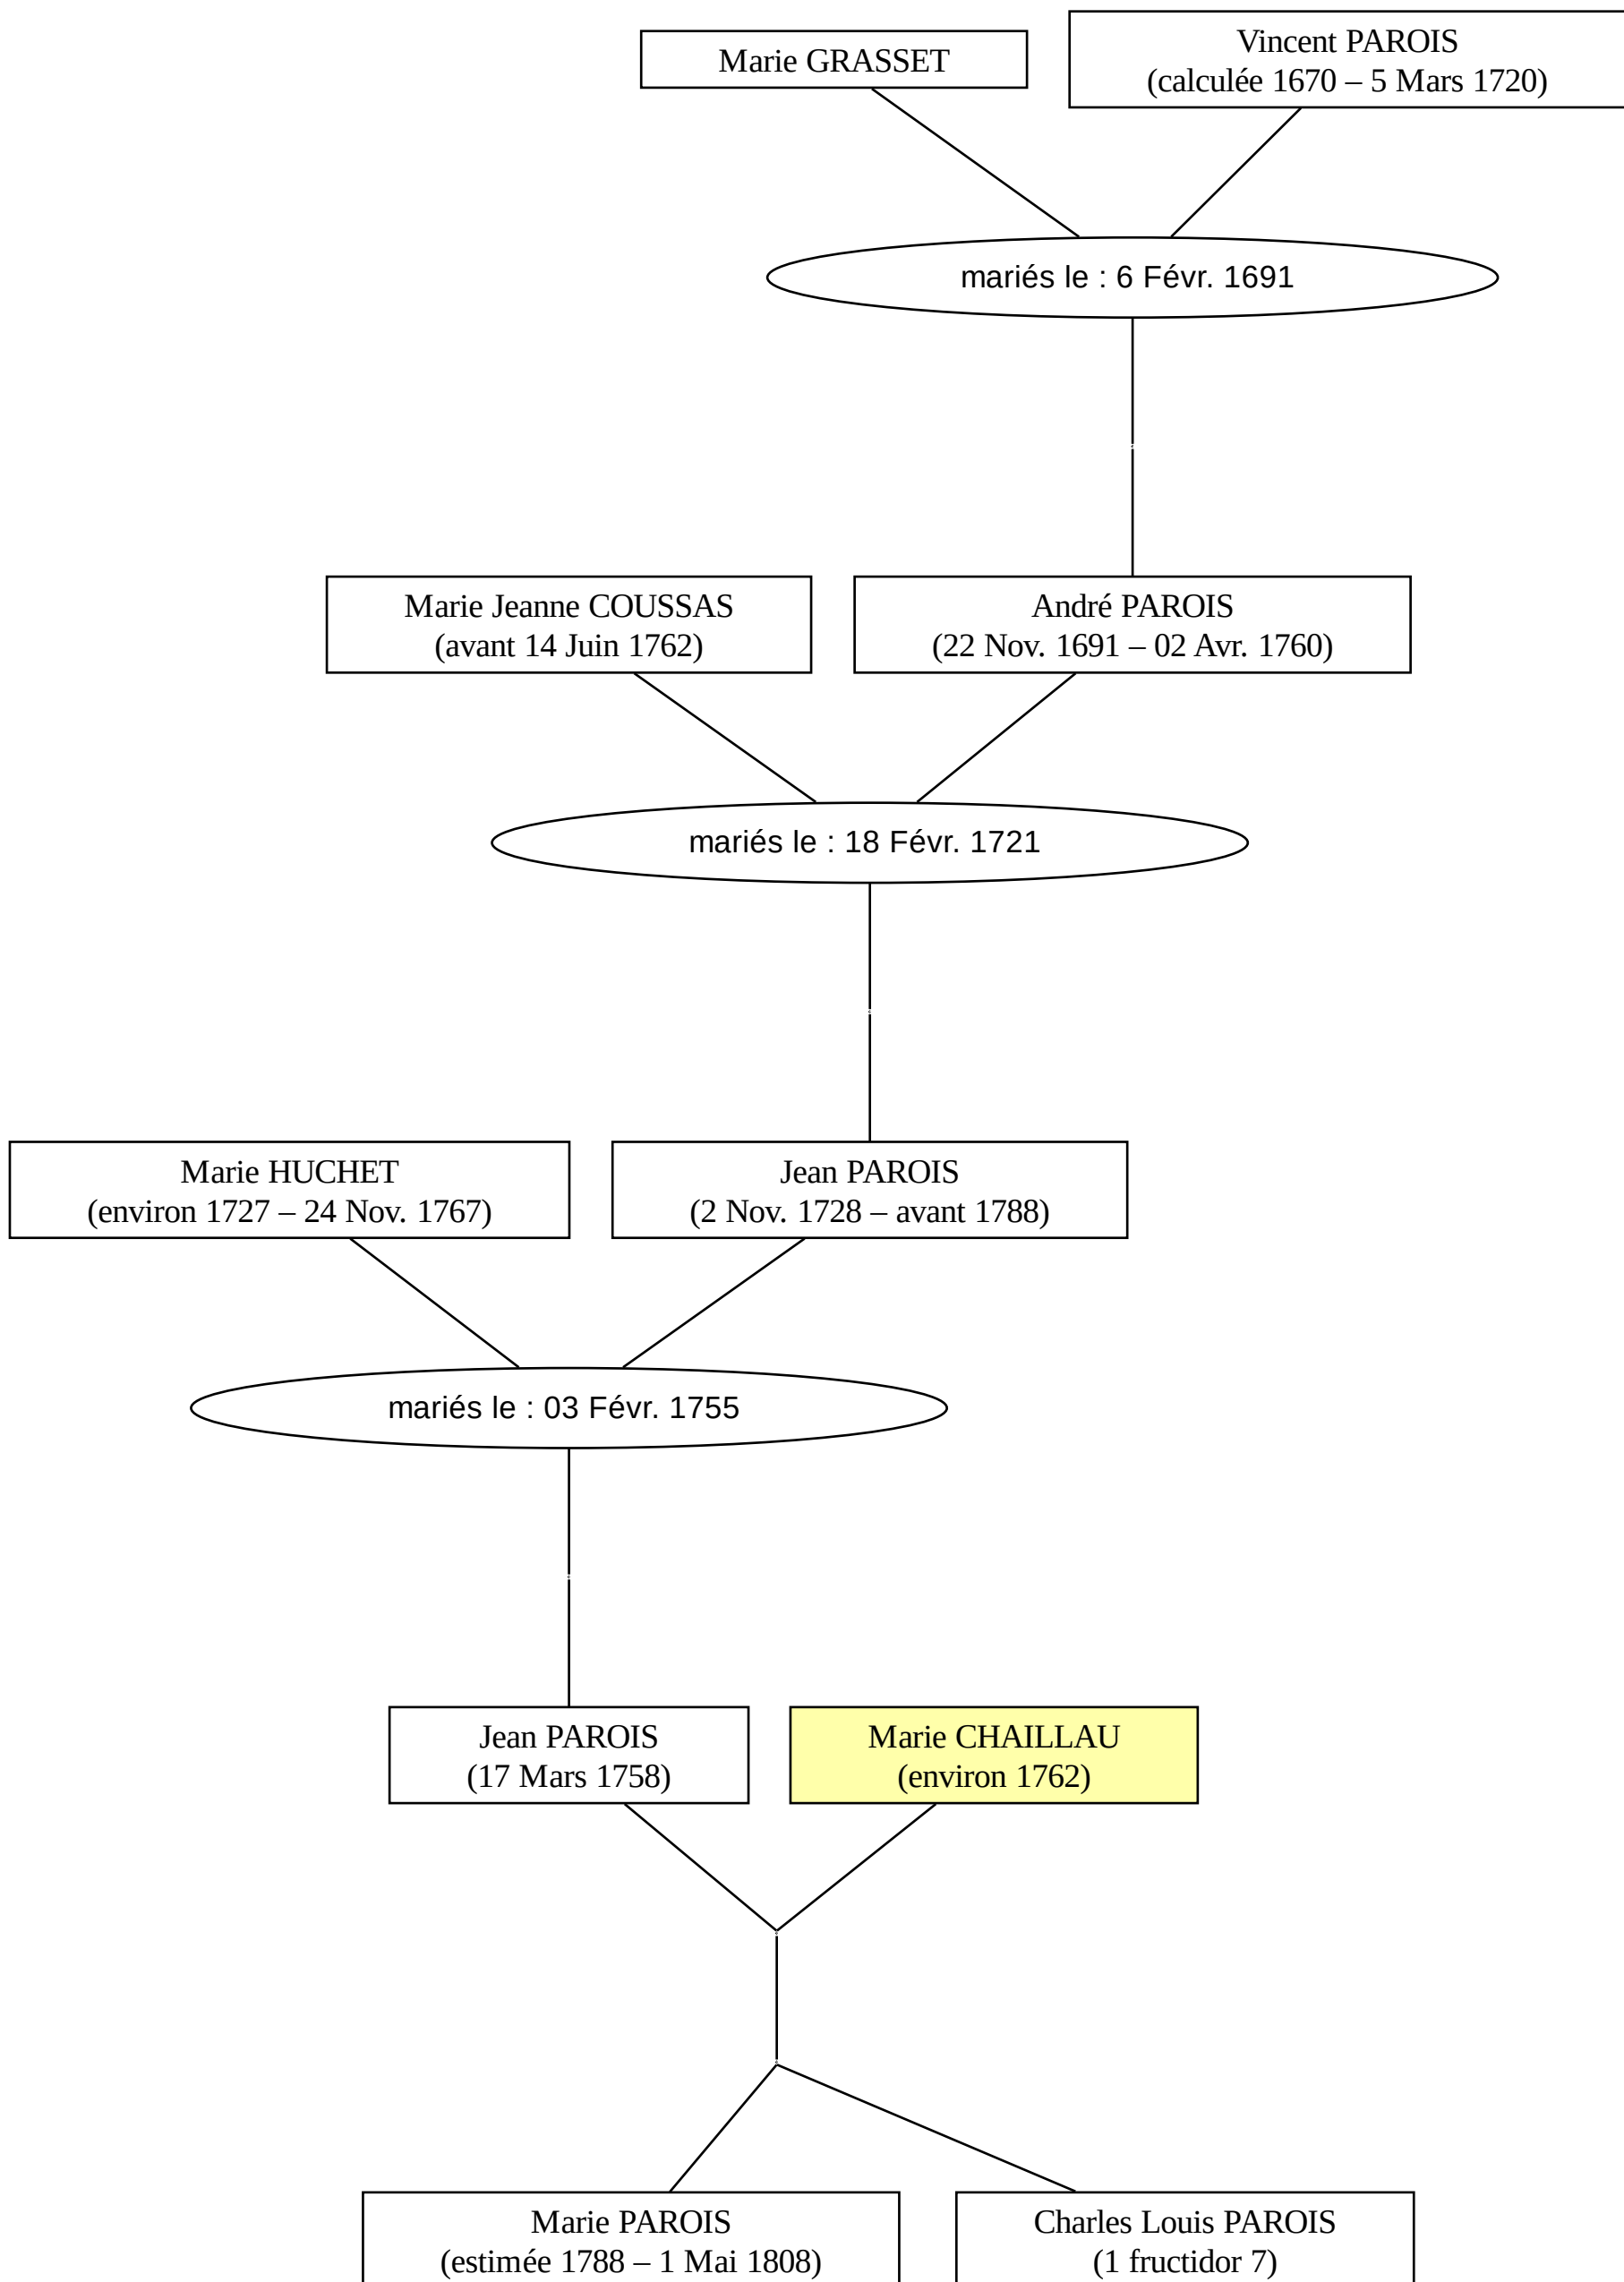 Marie GRASSET
Vincent PAROIS
(calculée 1670 – 5 Mars 1720)
mariés le : 6 Févr. 1691
Marie Jeanne COUSSAS
(avant 14 Juin 1762)
André PAROIS
(22 Nov. 1691 – 02 Avr. 1760)
mariés le : 18 Févr. 1721
Marie HUCHET
(environ 1727 – 24 Nov. 1767)
Jean PAROIS
(2 Nov. 1728 – avant 1788)
mariés le : 03 Févr. 1755
Jean PAROIS
(17 Mars 1758)
Marie CHAILLAU
(environ 1762)
Marie PAROIS
(estimée 1788 – 1 Mai 1808)
Charles Louis PAROIS
(1 fructidor 7)